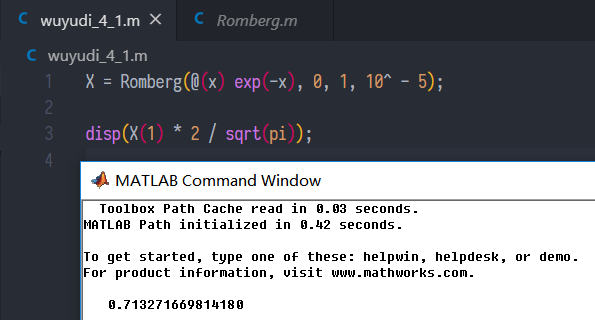 wuyudi_4_1.m Romberg.m
wuyudi_4_1.m
1 X = Romberg(@(x) exp(-x), 0, 1, 10^ - 5);
2
3 disp(X(1) * 2 / sqrt(pi));
4
MATLAB Command Window
Toolbox Path Cache read in 0.03 seconds.
MATLAB Path initialized in 0.42 seconds.
To get started, type one of these: helpwin, helpdesk, or demo.
For product information, visit www.mathworks.com.
0.713271669814180